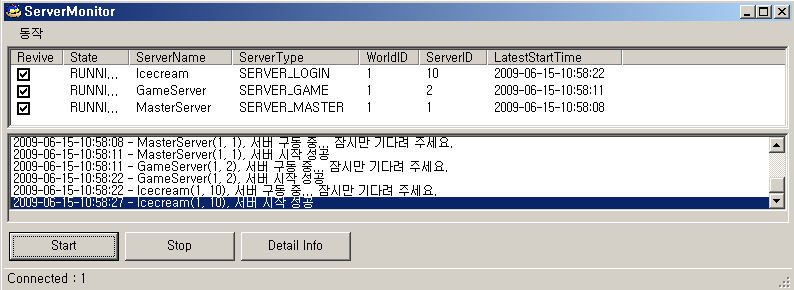 ServerMonitor
동작
Revive State ServerName ServerType WorldID ServerID LatestStartTime
RUNNI... Icecream SERVER_LOGIN 1 10 2009-06-15-10:58:22
RUNNI... GameServer SERVER_GAME 1 2 2009-06-15-10:58:11
RUNNI... MasterServer SERVER_MASTER 1 1 2009-06-15-10:58:08
2009-06-15-10:58:08 - MasterServer(1, 1), 서버 구동 중... 잠시만 기다려 주세요.
2009-06-15-10:58:11 - MasterServer(1, 1), 서버 시작 성공
2009-06-15-10:58:11 - GameServer(1, 2), 서버 구동 중... 잠시만 기다려 주세요.
2009-06-15-10:58:22 - GameServer(1, 2), 서버 시작 성공
2009-06-15-10:58:22 - Icecream(1, 10), 서버 구동 중... 잠시만 기다려 주세요.
2009-06-15-10:58:27 - Icecream(1, 10), 서버 시작 성공
Start Stop Detail Info
Connected : 1